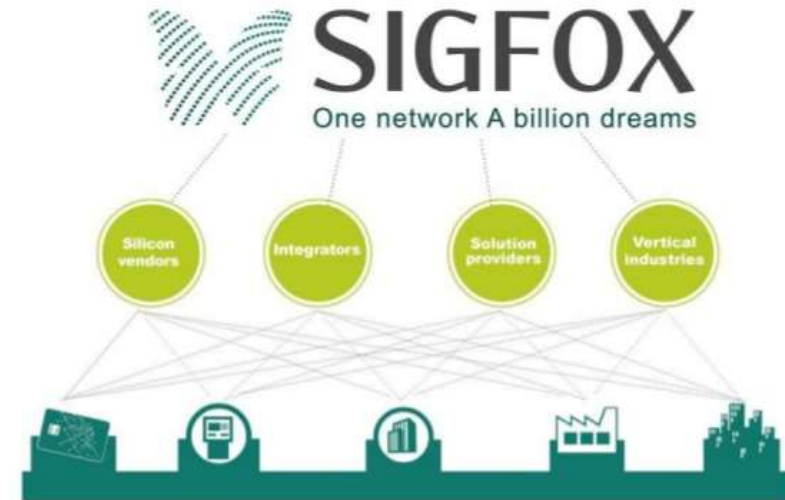 SIGFOX
One network A billion dreams
Silicon
vendors
Integrators
Solution
providers
Vertical
industries